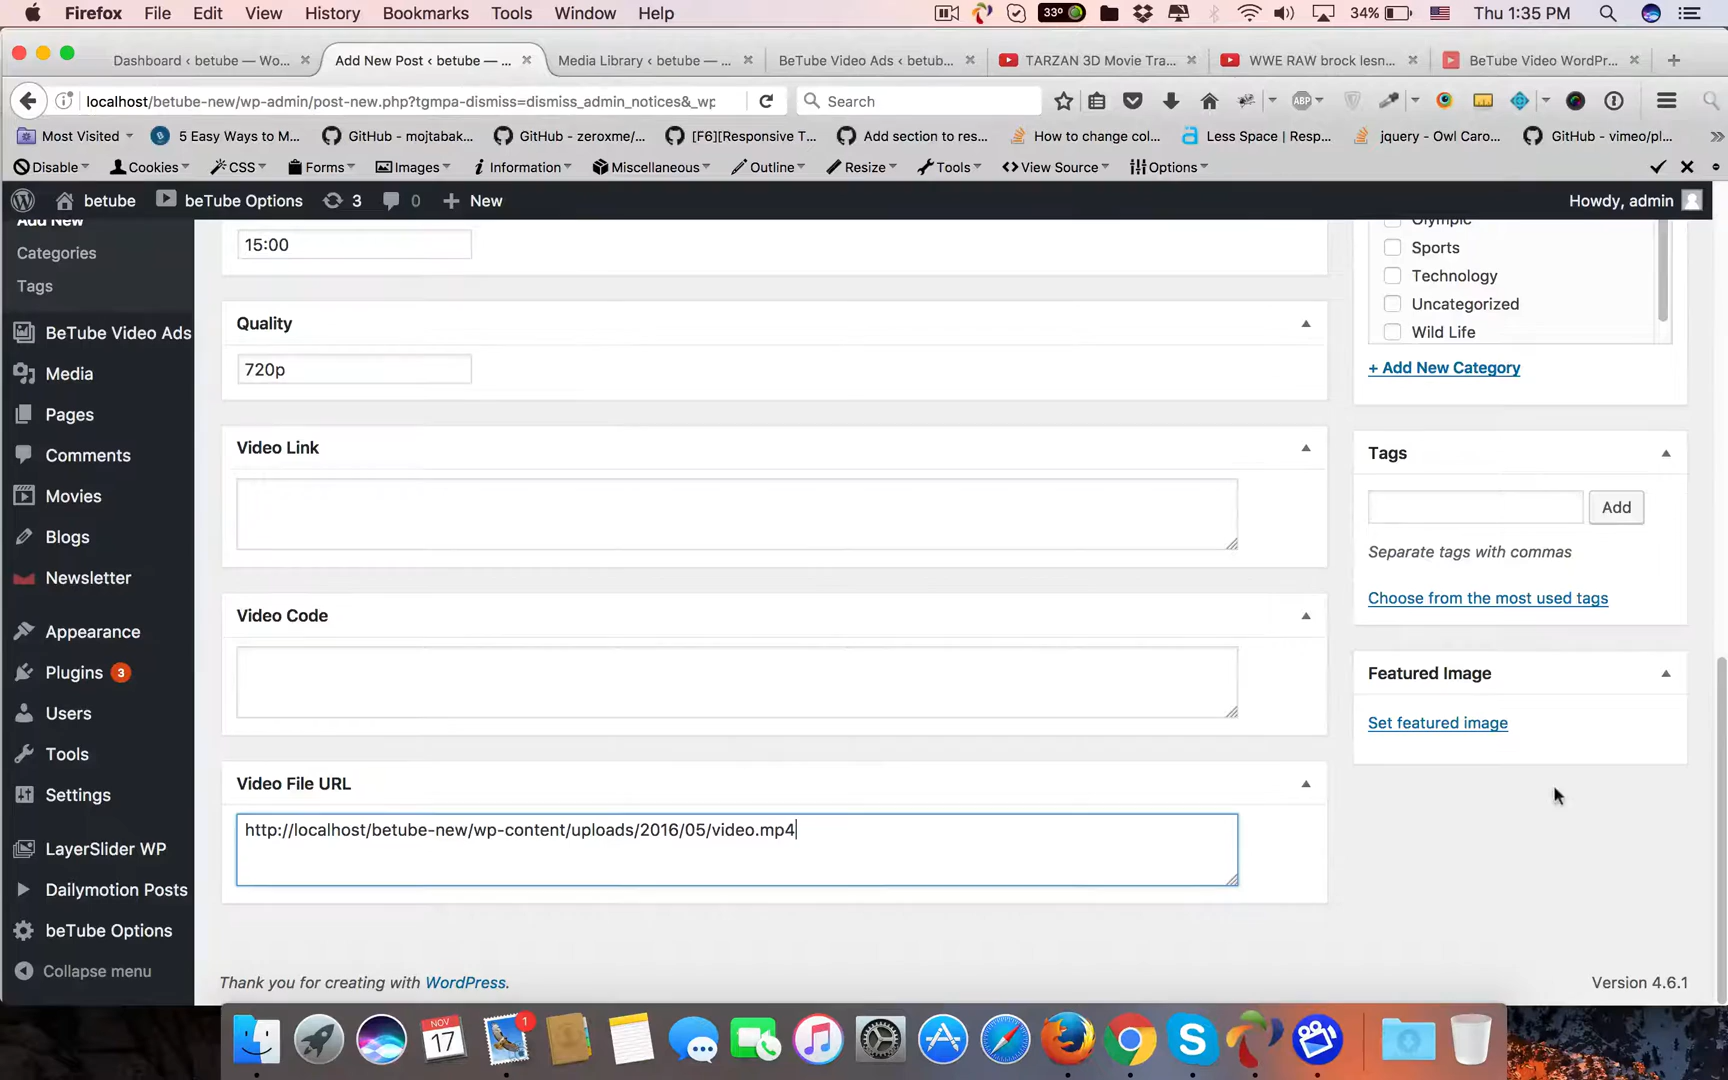 Firefox File Edit View History Bookmarks Tools Window Help 33° 34% Thu 1:35 PM
Dashboard ‹ betube — Wo... Add New Post ‹ betube — ... Media Library ‹ betube — ... BeTube Video Ads ‹ betub... TARZAN 3D Movie Tra... WWE RAW brock lesn... BeTube Video WordPr...
localhost/betube-new/wp-admin/post-new.php?tgmpa-dismiss=dismiss_admin_notices&_wp Search ABP
Most Visited 5 Easy Ways to M... GitHub - mojtabak... GitHub - zeroxme/... [F6][Responsive T... Add section to res... How to change col... Less Space | Resp... jquery - Owl Caro... GitHub - vimeo/pl...
Disable Cookies CSS Forms Images Information Miscellaneous Outline Resize Tools View Source Options
betube beTube Options 3 0 New Howdy, admin
Add New
Categories
Tags
BeTube Video Ads
Media
Pages
Comments
Movies
Blogs
Newsletter
Appearance
Plugins 3
Users
Tools
Settings
LayerSlider WP
Dailymotion Posts
beTube Options
Collapse menu
15:00
Quality
720p
Video Link
Video Code
Video File URL
http://localhost/betube-new/wp-content/uploads/2016/05/video.mp4
Olympic
Sports
Technology
Uncategorized
Wild Life
+ Add New Category
Tags
Add
Separate tags with commas
Choose from the most used tags
Featured Image
Set featured image
Thank you for creating with WordPress. Version 4.6.1
NOV
17
1